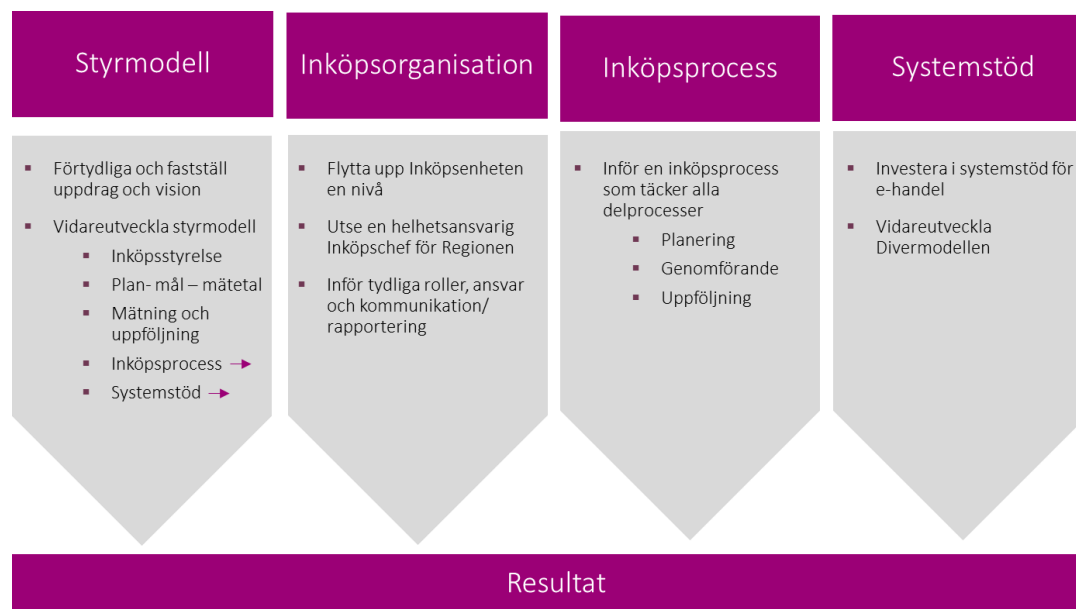 Styrmodell
Förtydliga och fastställ
uppdrag och vision
Vidareutveckla styrmodell
Inköpsstyrelse
Plan- mål – mätetal
Mätning och
uppföljning
Inköpsprocess
Systemstöd
Inköpsorganisation
Flytta upp Inköpsenheten
en nivå
Utse en helhetsansvarig
Inköpschef för Regionen
Inför tydliga roller, ansvar
och kommunikation/
rapportering
Inköpsprocess
Inför en inköpsprocess
som täcker alla
delprocesser
Planering
Genomförande
Uppföljning
Systemstöd
Investera i systemstöd för
e-handel
Vidareutveckla
Divermodellen
Resultat